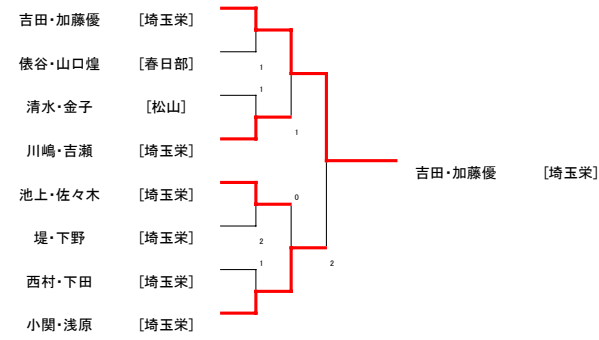 吉田・加藤優 [埼玉栄]
俵谷・山口煌 [春日部]
1
1
清水・金子 [松山]
1
川嶋・吉瀬 [埼玉栄]
吉田・加藤優 [埼玉栄]
池上・佐々木 [埼玉栄]
0
堤・下野 [埼玉栄]
2
1
2
西村・下田 [埼玉栄]
小関・浅原 [埼玉栄]